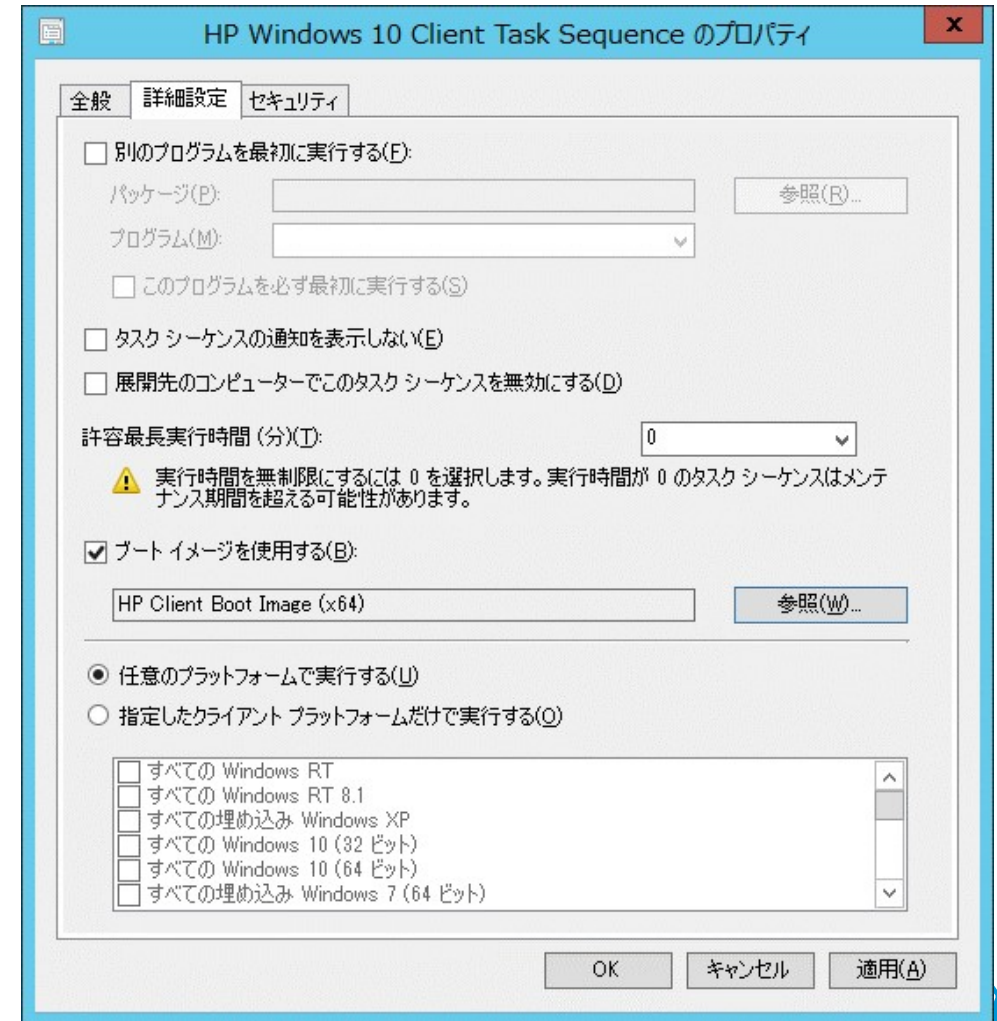 HP Windows 10 Client Task Sequence のプロパティ
x
全般 詳細設定 セキュリティ
別のプログラムを最初に実行する(F):
パッケージ(P): 参照(R)...
プログラム(M):
このプログラムを必ず最初に実行する(S)
タスク シーケンスの通知を表示しない(E)
展開先のコンピューターでこのタスク シーケンスを無効にする(D)
許容最長実行時間 (分)(T): 0
実行時間を無制限にするには 0 を選択します。実行時間が 0 のタスク シーケンスはメンテ
ナンス期間を超える可能性があります。
ブート イメージを使用する(B):
HP Client Boot Image (x64) 参照(W)...
任意のプラットフォームで実行する(U)
指定したクライアント プラットフォームだけで実行する(O)
すべての Windows RT
すべての Windows RT 8.1
すべての埋め込み Windows XP
すべての Windows 10 (32 ビット)
すべての Windows 10 (64 ビット)
すべての埋め込み Windows 7 (64 ビット)
OK キャンセル 適用(A)